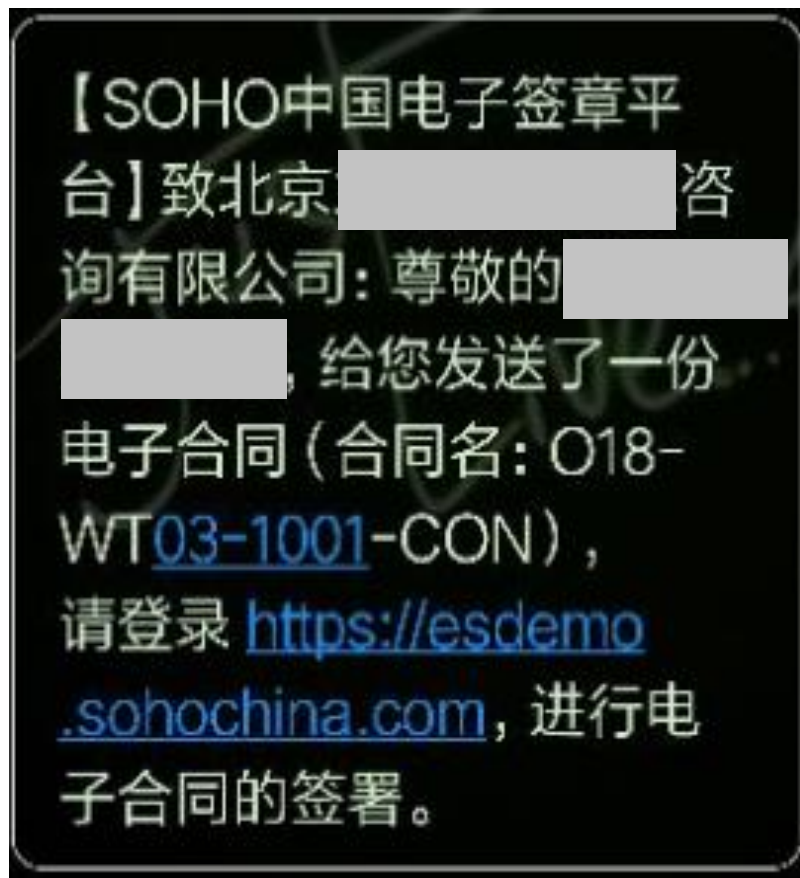 【SOHO中国电子签章平
台】致北京 咨
询有限公司：尊敬的
，给您发送了一份
电子合同（合同名：O18-
WT03-1001-CON），
请登录 https://esdemo
.sohochina.com，进行电
子合同的签署。